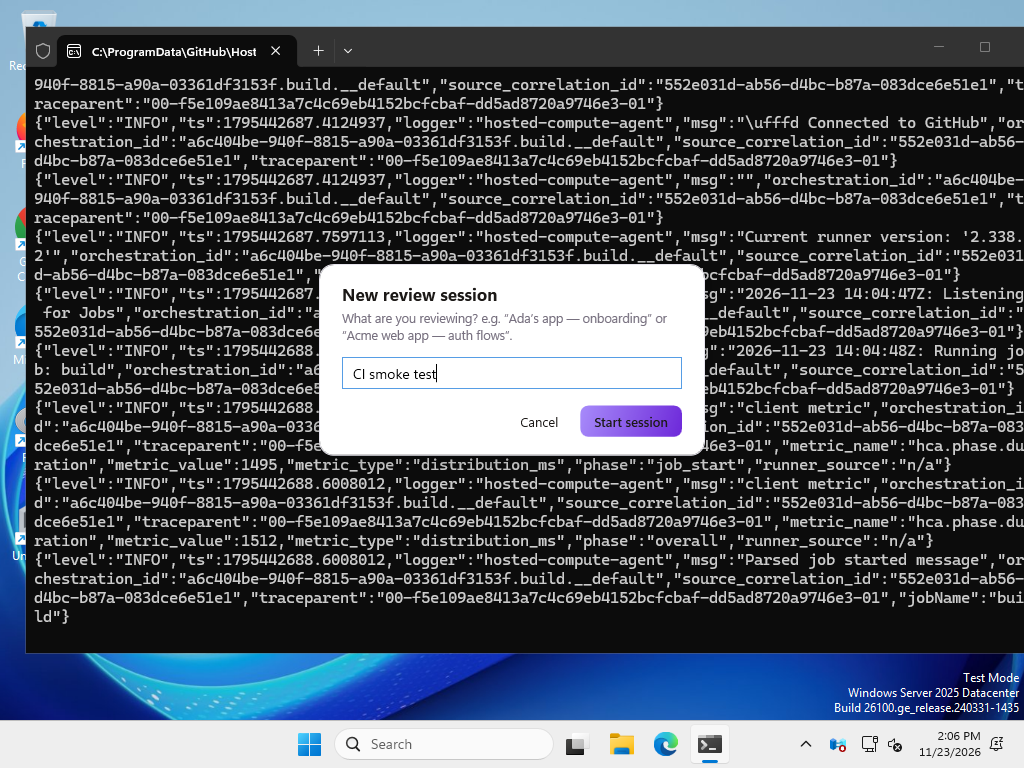 C:\ProgramData\GitHub\Host
940f-8815-a90a-03361df3153f.build.__default","source_correlation_id":"552e031d-ab56-d4bc-b87a-083dce6e51e1","t
raceparent":"00-f5e109ae8413a7c4c69eb4152bcfcbaf-dd5ad8720a9746e3-01"}
{"level":"INFO","ts":1795442687.4124937,"logger":"hosted-compute-agent","msg":"\ufffd Connected to GitHub","or
chestration_id":"a6c404be-940f-8815-a90a-03361df3153f.build.__default","source_correlation_id":"552e031d-ab56-
d4bc-b87a-083dce6e51e1","traceparent":"00-f5e109ae8413a7c4c69eb4152bcfcbaf-dd5ad8720a9746e3-01"}
{"level":"INFO","ts":1795442687.4124937,"logger":"hosted-compute-agent","msg":"","orchestration_id":"a6c404be-
940f-8815-a90a-03361df3153f.build.__default","source_correlation_id":"552e031d-ab56-d4bc-b87a-083dce6e51e1","t
raceparent":"00-f5e109ae8413a7c4c69eb4152bcfcbaf-dd5ad8720a9746e3-01"}
{"level":"INFO","ts":1795442687.7597113,"logger":"hosted-compute-agent","msg":"Current runner version: '2.338.
2'","orchestration_id":"a6c404be-940f-8815-a90a-03361df3153f.build.__default","source_correlation_id":"552e031
d-ab56-d4bc-b87a-083dce6e51e1"," bcfcbaf-dd5ad8720a9746e3-01"}
{"level":"INFO","ts":1795442687. sg":"2026-11-23 14:04:47Z: Listening
for Jobs","orchestration_id":"a default","source_correlation_id":"
552e031d-ab56-d4bc-b87a-083dce6e 2bcfcbaf-dd5ad8720a9746e3-01"}
{"level":"INFO","ts":1795442688. sg":"2026-11-23 14:04:48Z: Running jo
b: build","orchestration_id":"a6 default","source_correlation_id":"5
52e031d-ab56-d4bc-b87a-083dce6e5 cfcbaf-dd5ad8720a9746e3-01"}
{"level":"INFO","ts":1795442688. sg":"client metric","orchestration_i
d":"a6c404be-940f-8815-a90a-0336 correlation_id":"552e031d-ab56-d4bc-b87a-083
dce6e51e1","traceparent":"00-f5e e3-01","metric_name":"hca.phase.du
ration","metric_value":1495,"metric_type":"distribution_ms","phase":"job_start","runner_source":"n/a"}
{"level":"INFO","ts":1795442688.6008012,"logger":"hosted-compute-agent","msg":"client metric","orchestration_i
d":"a6c404be-940f-8815-a90a-03361df3153f.build.__default","source_correlation_id":"552e031d-ab56-d4bc-b87a-083
dce6e51e1","traceparent":"00-f5e109ae8413a7c4c69eb4152bcfcbaf-dd5ad8720a9746e3-01","metric_name":"hca.phase.du
ration","metric_value":1512,"metric_type":"distribution_ms","phase":"overall","runner_source":"n/a"}
{"level":"INFO","ts":1795442688.6008012,"logger":"hosted-compute-agent","msg":"Parsed job started message","or
chestration_id":"a6c404be-940f-8815-a90a-03361df3153f.build.__default","source_correlation_id":"552e031d-ab56-
d4bc-b87a-083dce6e51e1","traceparent":"00-f5e109ae8413a7c4c69eb4152bcfcbaf-dd5ad8720a9746e3-01","jobName":"bui
ld"}
New review session
What are you reviewing? e.g. “Ada’s app — onboarding” or
“Acme web app — auth flows”.
CI smoke test
Cancel
Start session
Test Mode
Windows Server 2025 Datacenter
Build 26100.ge_release.240331-1435
Search
2:06 PM
11/23/2026